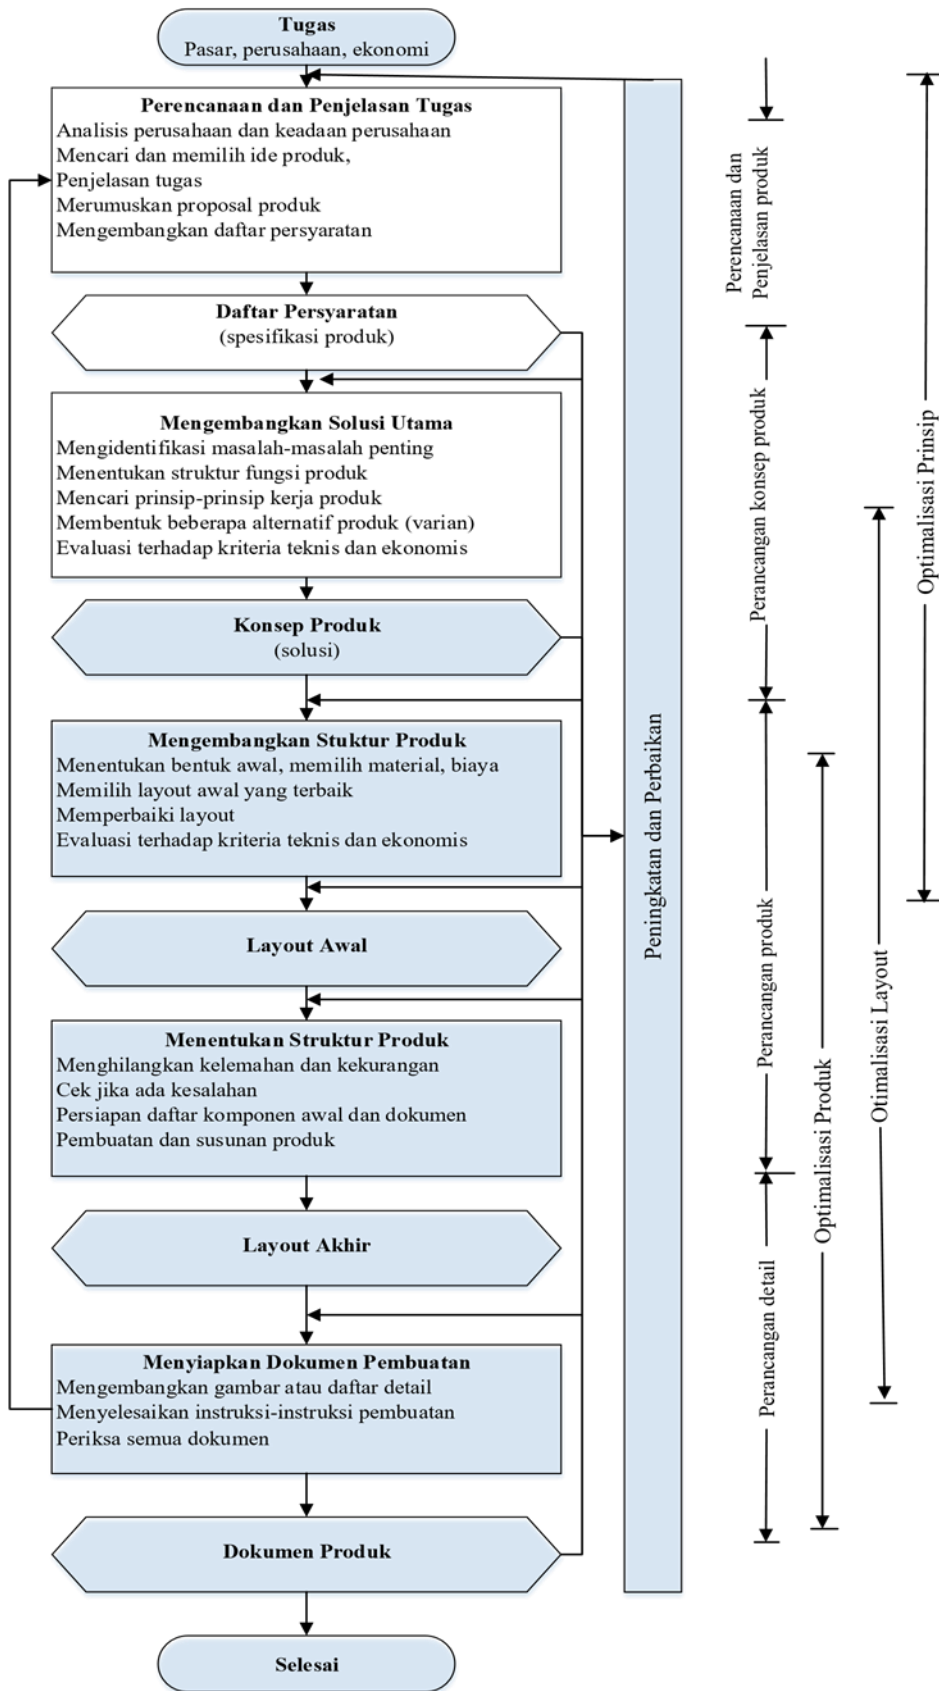 Tugas
Pasar, perusahaan, ekonomi
Perencanaan dan Penjelasan Tugas
Analisis perusahaan dan keadaan perusahaan
Mencari dan memilih ide produk,
Penjelasan tugas
Merumuskan proposal produk
Mengembangkan daftar persyaratan
Daftar Persyaratan
(spesifikasi produk)
Mengembangkan Solusi Utama
Mengidentifikasi masalah-masalah penting
Menentukan struktur fungsi produk
Mencari prinsip-prinsip kerja produk
Membentuk beberapa alternatif produk (varian)
Evaluasi terhadap kriteria teknis dan ekonomis
Konsep Produk
(solusi)
Mengembangkan Stuktur Produk
Menentukan bentuk awal, memilih material, biaya
Memilih layout awal yang terbaik
Memperbaiki layout
Evaluasi terhadap kriteria teknis dan ekonomis
Layout Awal
Menentukan Struktur Produk
Menghilangkan kelemahan dan kekurangan
Cek jika ada kesalahan
Persiapan daftar komponen awal dan dokumen
Pembuatan dan susunan produk
Layout Akhir
Menyiapkan Dokumen Pembuatan
Mengembangkan gambar atau daftar detail
Menyelesaikan instruksi-instruksi pembuatan
Periksa semua dokumen
Dokumen Produk
Selesai
Peningkatan dan Perbaikan
Perencanaan dan
Penjelasan produk
Perancangan konsep produk
Perancangan produk
Perancangan detail
Optimalisasi Produk
Otimalisasi Layout
Optimalisasi Prinsip